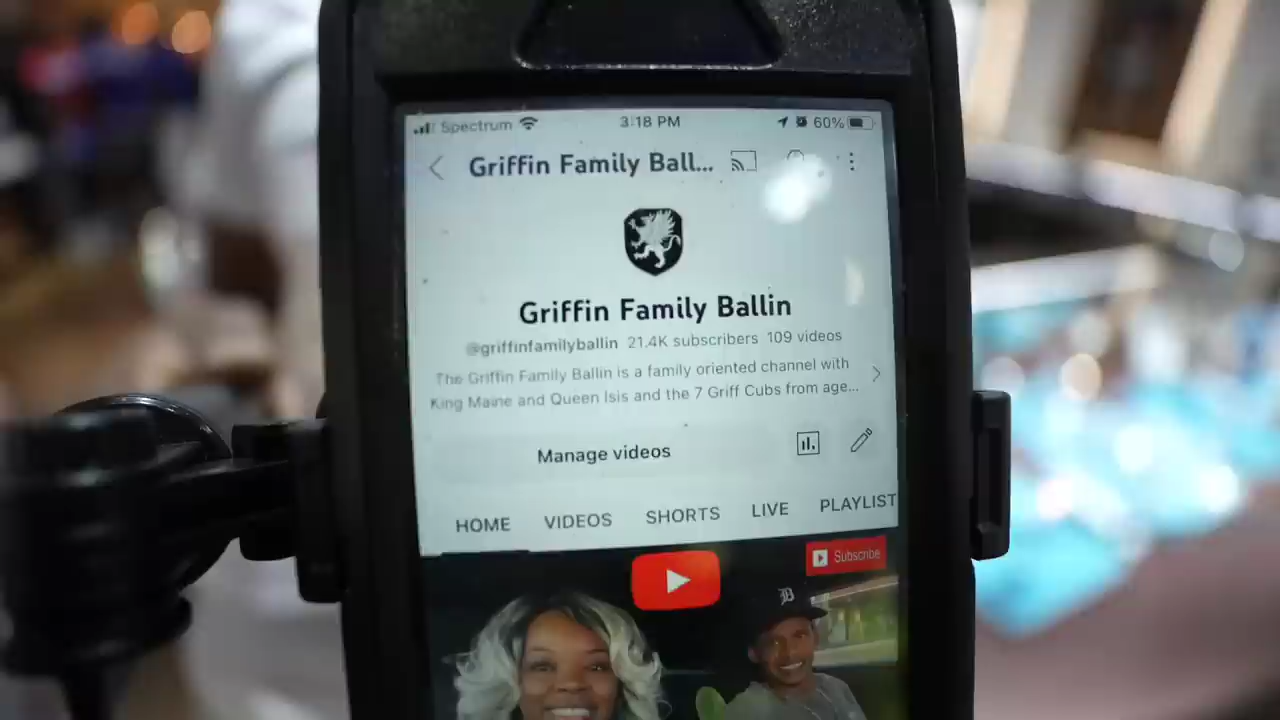 Spectrum 3:18 PM 60%
Griffin Family Ball...
Griffin Family Ballin
@griffinfamilyballin 21.4K subscribers 109 videos
The Griffin Family Ballin is a family oriented channel with
King Maine and Queen Isis and the 7 Griff Cubs from age...
Manage videos
HOME VIDEOS SHORTS LIVE PLAYLIST
Subscribe
B